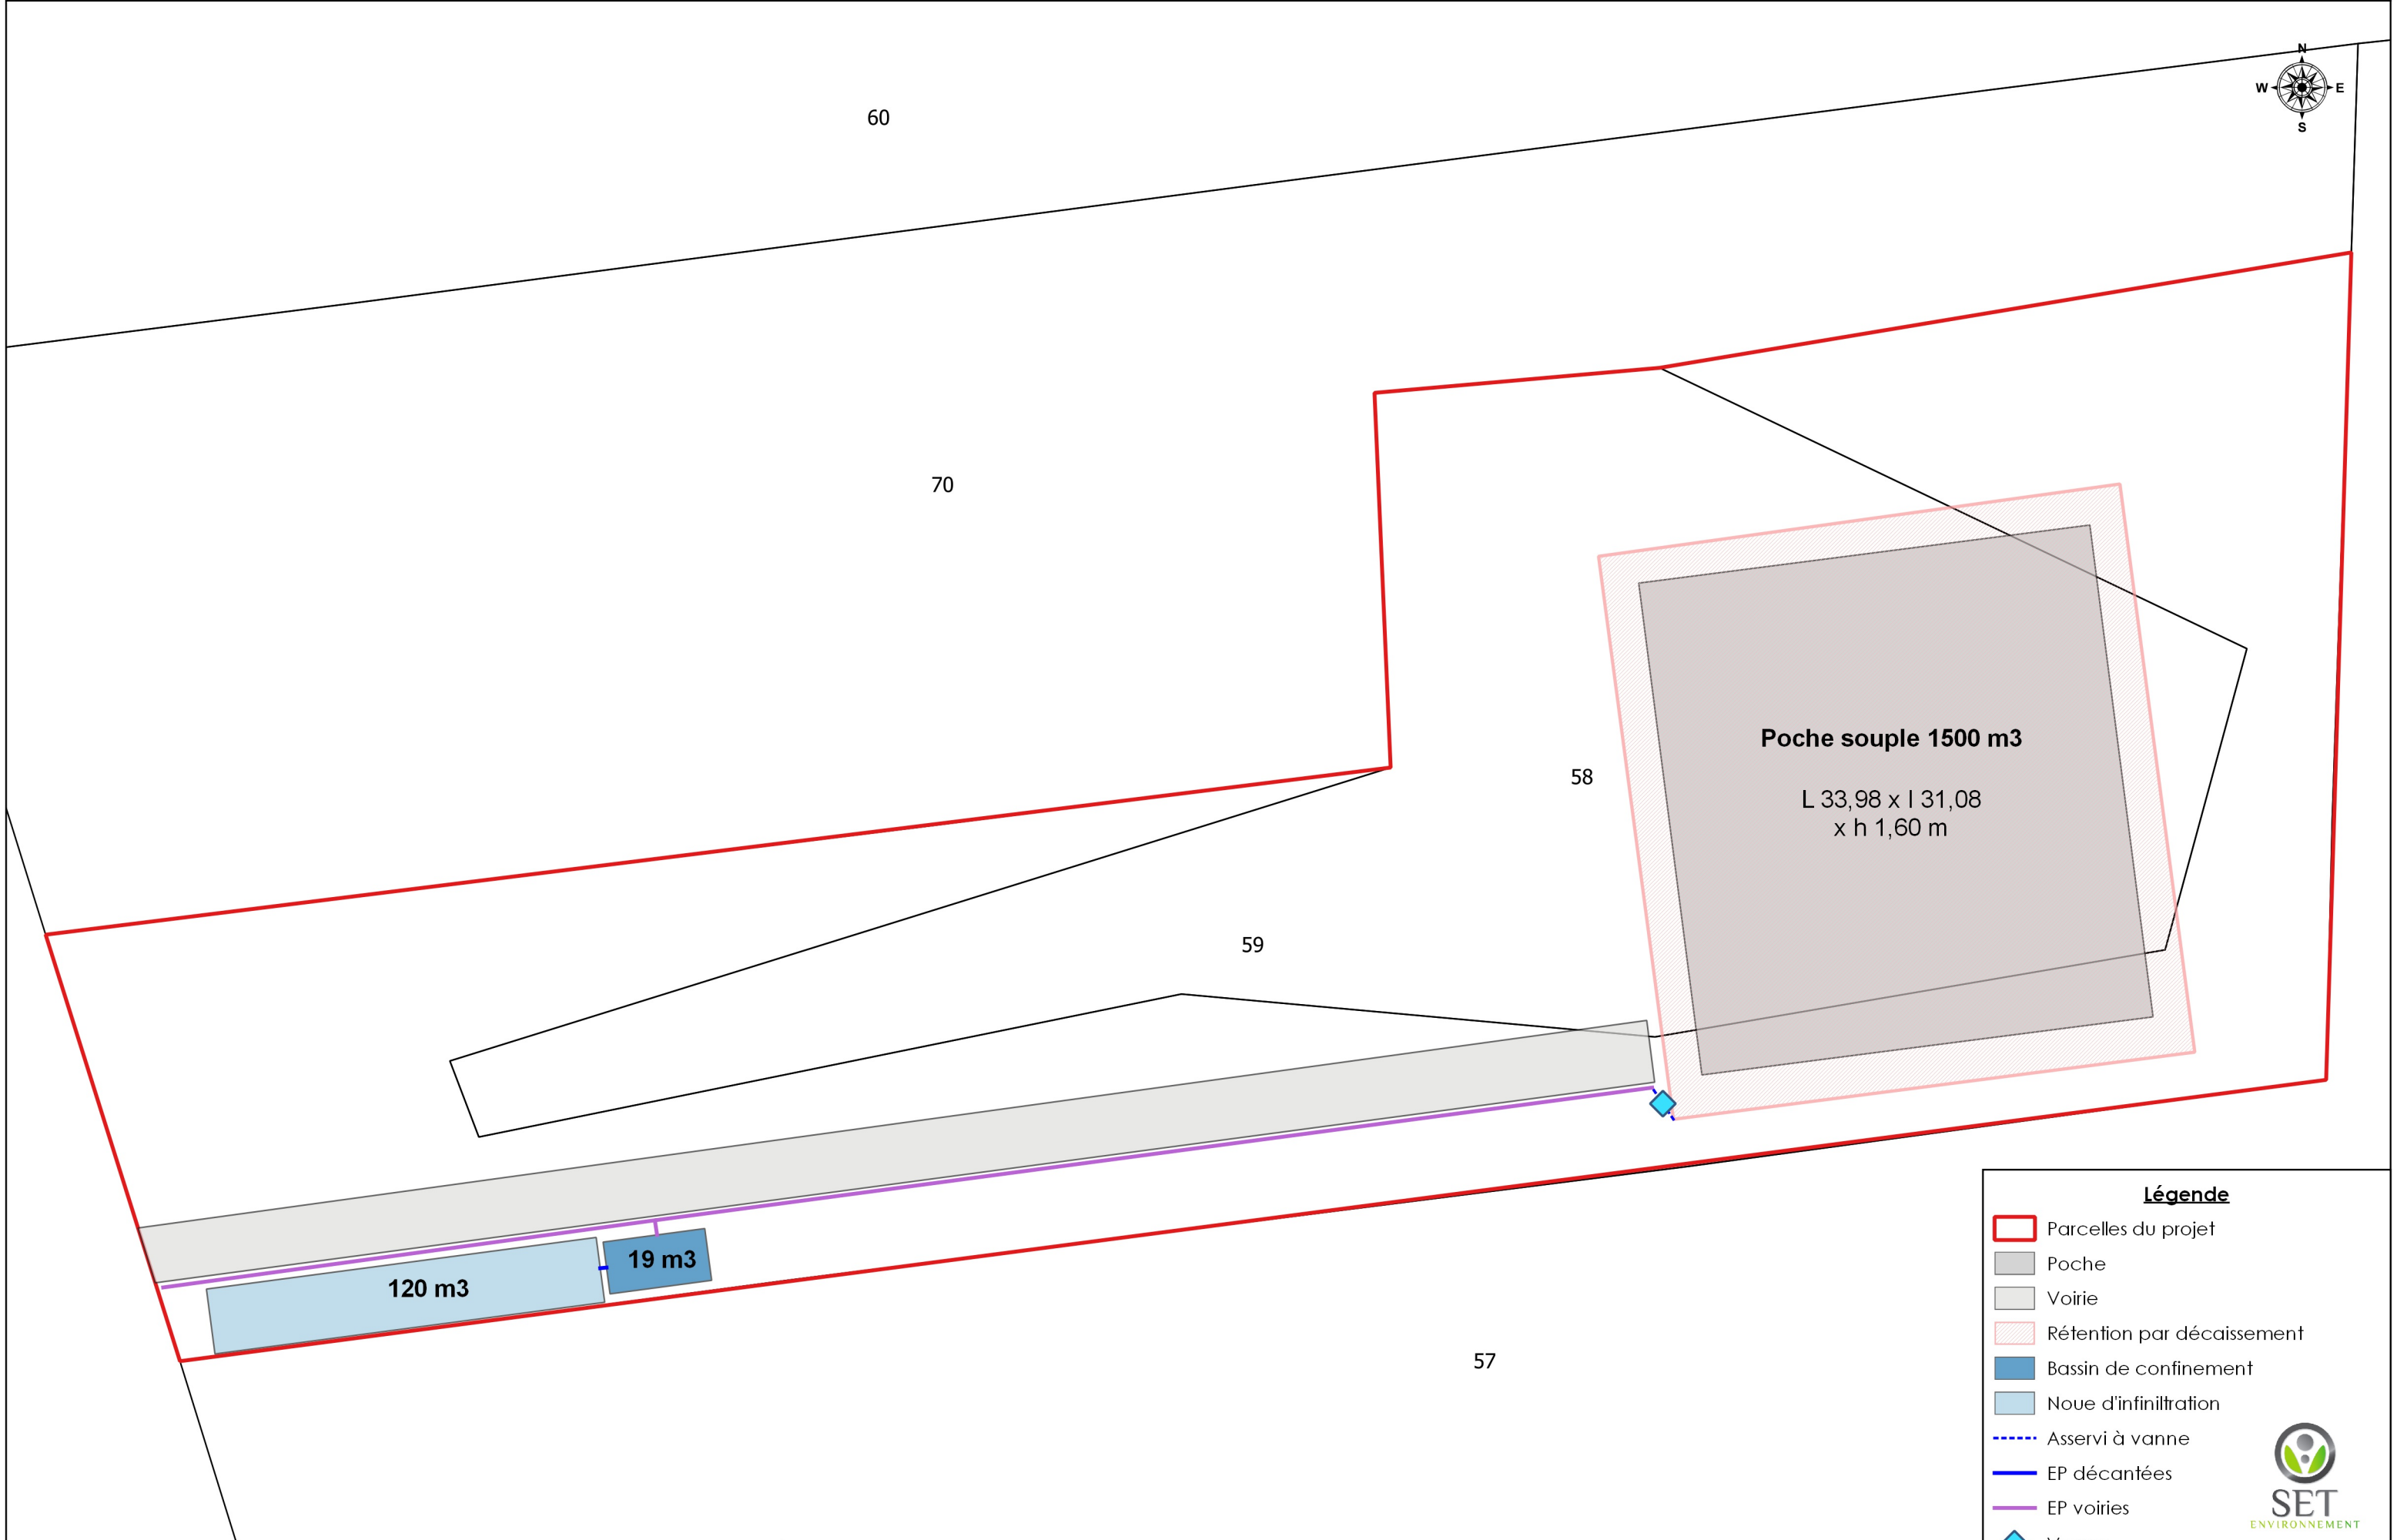 N
W E
S
60
70
Poche souple 1500 m3
58
L 33,98 x l 31,08
x h 1,60 m
59
19 m3
120 m3
57
Légende
Parcelles du projet
Poche
Voirie
Rétention par décaissement
Bassin de confinement
Noue d'infiniltration
Asservi à vanne
EP décantées
EP voiries
SET
ENVIRONNEMENT